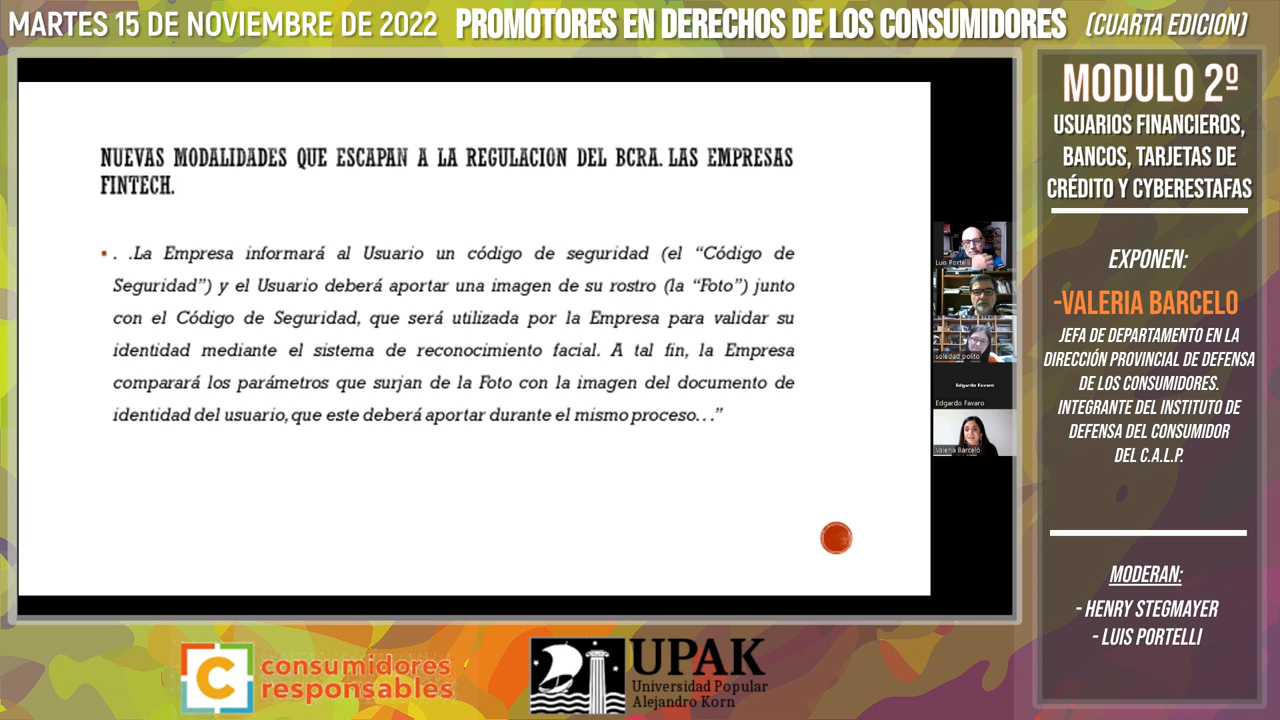 MARTES 15 DE NOVIEMBRE DE 2022 PROMOTORES EN DERECHOS DE LOS CONSUMIDORES (CUARTA EDICION)
NUEVAS MODALIDADES QUE ESCAPAN A LA REGULACION DEL BCRA. LAS EMPRESAS
FINTECH.
. .La Empresa informará al Usuario un código de seguridad (el “Código de
Seguridad”) y el Usuario deberá aportar una imagen de su rostro (la “Foto”) junto
con el Código de Seguridad, que será utilizada por la Empresa para validar su
identidad mediante el sistema de reconocimiento facial. A tal fin, la Empresa
comparará los parámetros que surjan de la Foto con la imagen del documento de
identidad del usuario, que este deberá aportar durante el mismo proceso. . .”
Luis Portelli
soledad polito
Edgardo Favaro
Edgardo Favaro
Valeria Barceló
MODULO 2º
USUARIOS FINANCIEROS,
BANCOS, TARJETAS DE
CRÉDITO Y CYBERESTAFAS
EXPONEN:
-VALERIA BARCELO
JEFA DE DEPARTAMENTO EN LA
DIRECCIÓN PROVINCIAL DE DEFENSA
DE LOS CONSUMIDORES.
INTEGRANTE DEL INSTITUTO DE
DEFENSA DEL CONSUMIDOR
DEL C.A.L.P.
MODERAN:
- HENRY STEGMAYER
- LUIS PORTELLI
C consumidores
responsables
UPAK
Universidad Popular
Alejandro Korn